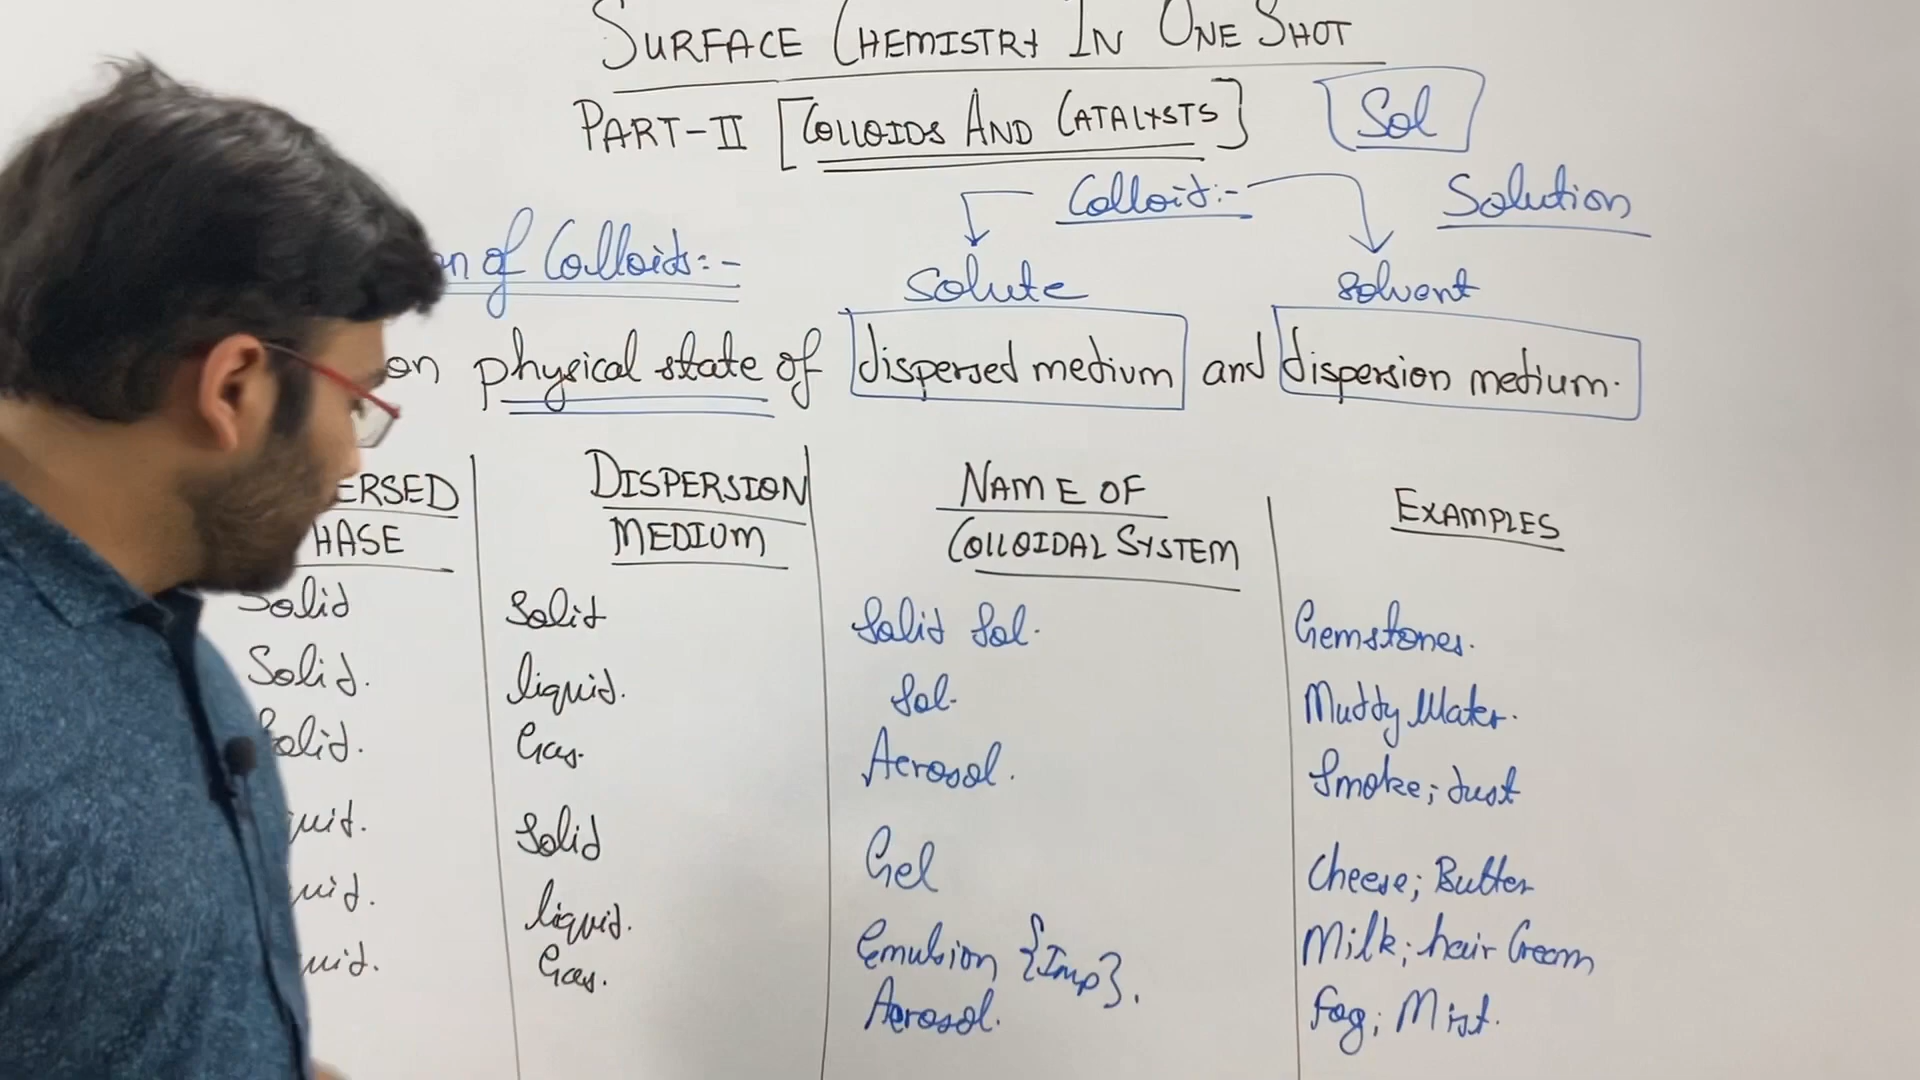 SURFACE CHEMISTRY IN ONE SHOT
PART-II [COLLOIDS AND CATALYSTS]
Sol
Colloid:-
Solution
of Colloids:-
Solute
Solvent
on physical state of dispersed medium and dispersion medium.
ERSED
HASE
DISPERSION
MEDIUM
NAME OF
COLLOIDAL SYSTEM
EXAMPLES
Solid Solid Solid Sol. Gemstones.
Solid. liquid. Sol. Muddy Water.
Solid. Gas. Aerosol. Smoke; dust
quid. Solid Gel Cheese; Butter
uid. liquid. Emulsion {Imp}. Milk; hair Cream
uid. Gas. Aerosol. Fog; Mist.